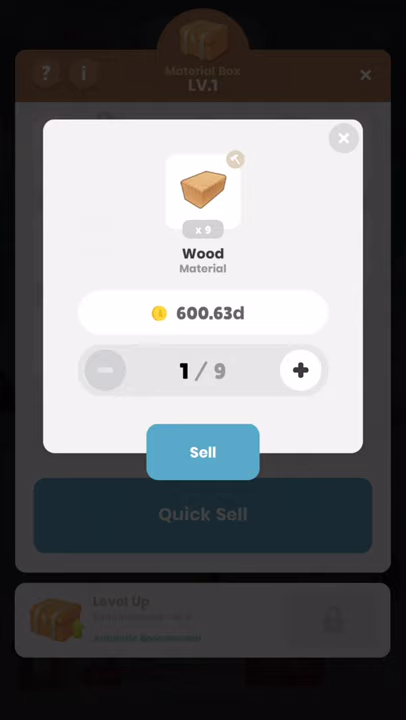 ?
i
Material Box
LV.1
x 9
Wood
Material
600.63d
1 / 9
Sell
Quick Sell
Level Up